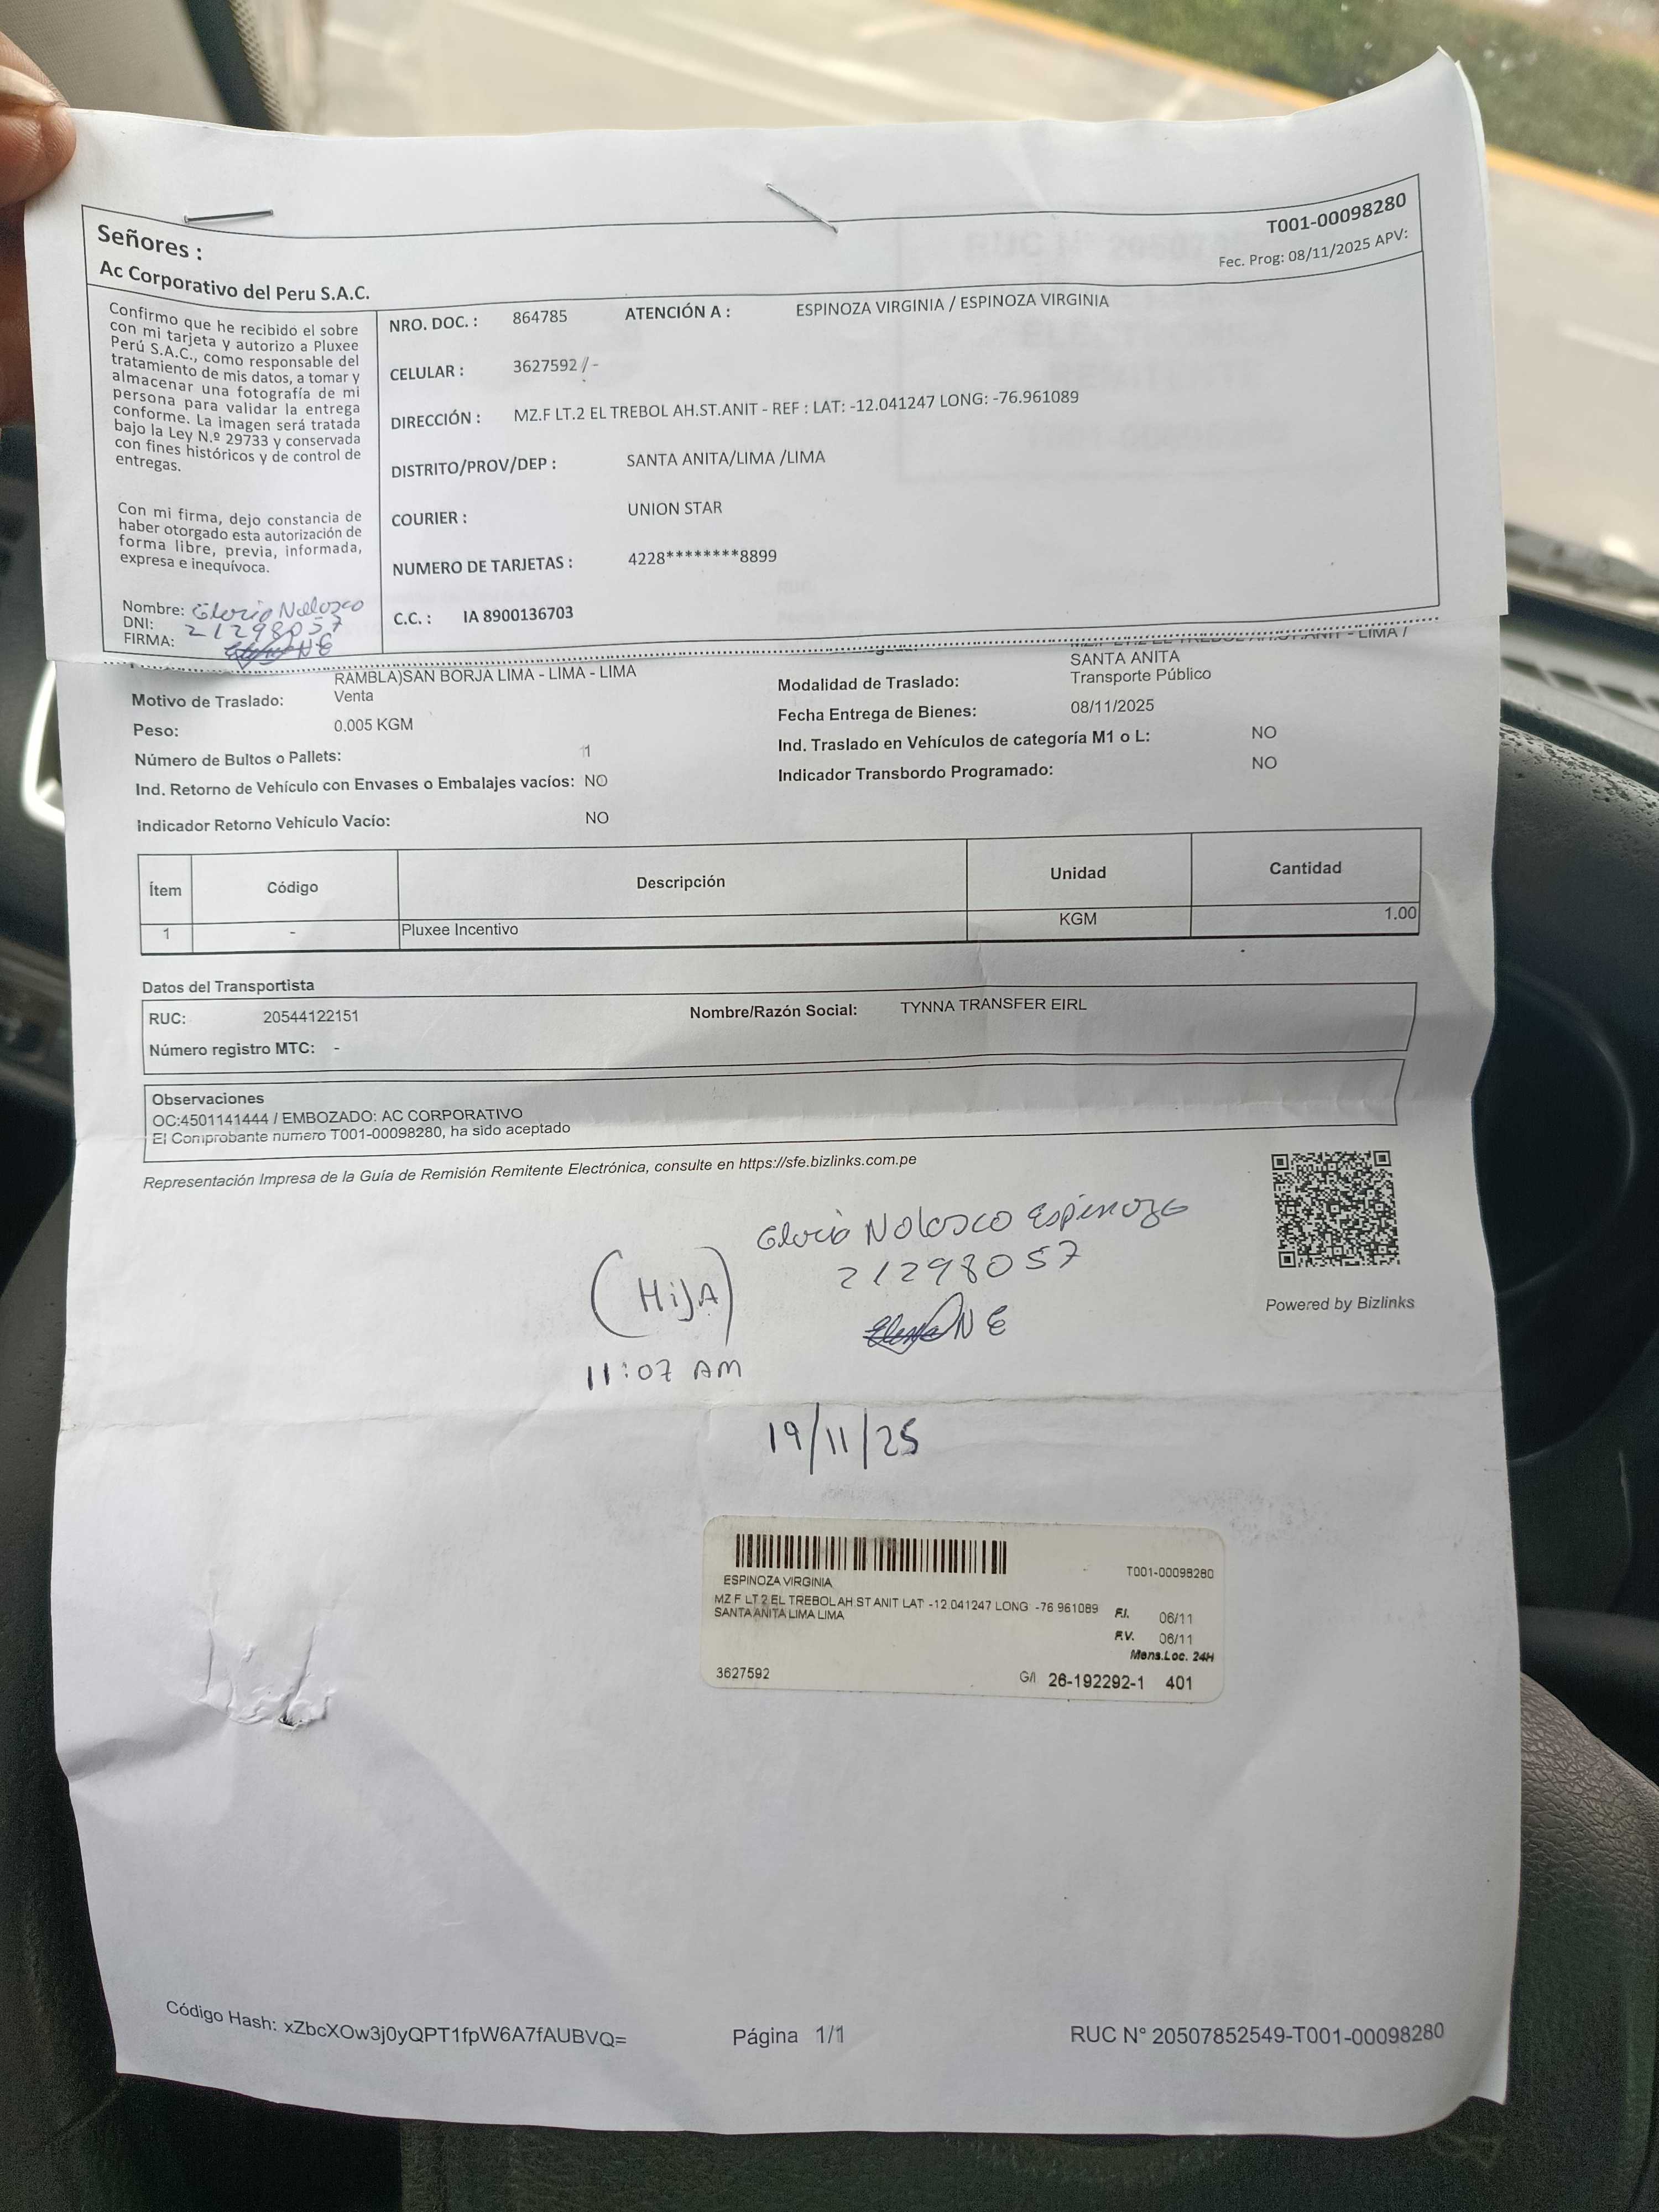 Señores :
Ac Corporativo del Peru S.A.C.
T001-00098280
Fec. Prog: 08/11/2025 APV:
Confirmo que he recibido el sobre
con mi tarjeta y autorizo a Pluxee
Perú S.A.C., como responsable del
tratamiento de mis datos, a tomar y
almacenar una fotografía de mi
persona para validar la entrega
conforme. La imagen será tratada
bajo la Ley N.º 29733 y conservada
con fines históricos y de control de
entregas.
Con mi firma, dejo constancia de
haber otorgado esta autorización de
forma libre, previa, informada,
expresa e inequívoca.
Nombre: Gloria Nolazco
DNI: 21298057
FIRMA: NE
NRO. DOC. : 864785 ATENCIÓN A : ESPINOZA VIRGINIA / ESPINOZA VIRGINIA
CELULAR : 3627592 / -
DIRECCIÓN : MZ.F LT.2 EL TREBOL AH.ST.ANIT - REF : LAT: -12.041247 LONG: -76.961089
DISTRITO/PROV/DEP : SANTA ANITA/LIMA /LIMA
COURIER : UNION STAR
NUMERO DE TARJETAS : 4228********8899
C.C. : IA 8900136703
RAMBLA)SAN BORJA LIMA - LIMA - LIMA
SANTA ANITA
Motivo de Traslado: Venta
Modalidad de Traslado: Transporte Público
Peso: 0.005 KGM
Fecha Entrega de Bienes: 08/11/2025
Número de Bultos o Pallets: 1
Ind. Traslado en Vehículos de categoría M1 o L: NO
Ind. Retorno de Vehículo con Envases o Embalajes vacíos: NO
Indicador Transbordo Programado: NO
Indicador Retorno Vehículo Vacío: NO
Ítem Código Descripción Unidad Cantidad
1 - Pluxee Incentivo KGM 1.00
Datos del Transportista
RUC: 20544122151 Nombre/Razón Social: TYNNA TRANSFER EIRL
Número registro MTC: -
Observaciones
OC:4501141444 / EMBOZADO: AC CORPORATIVO
El Comprobante numero T001-00098280, ha sido aceptado
Representación Impresa de la Guía de Remisión Remitente Electrónica, consulte en https://sfe.bizlinks.com.pe
Gloria Nolasco Espinoza
21298057
(HijA)
NE
Powered by Bizlinks
11:07 AM
19/11/25
T001-00098280
ESPINOZA VIRGINIA
MZ F LT 2 EL TREBOL AH ST ANIT LAT -12.041247 LONG -76.961089
SANTA ANITA LIMA LIMA
F.I. 06/11
F.V. 06/11
Mens.Loc. 24H
3627592 G/I 26-192292-1 401
Código Hash: xZbcXOw3j0yQPT1fpW6A7fAUBVQ=
Página 1/1
RUC N° 20507852549-T001-00098280